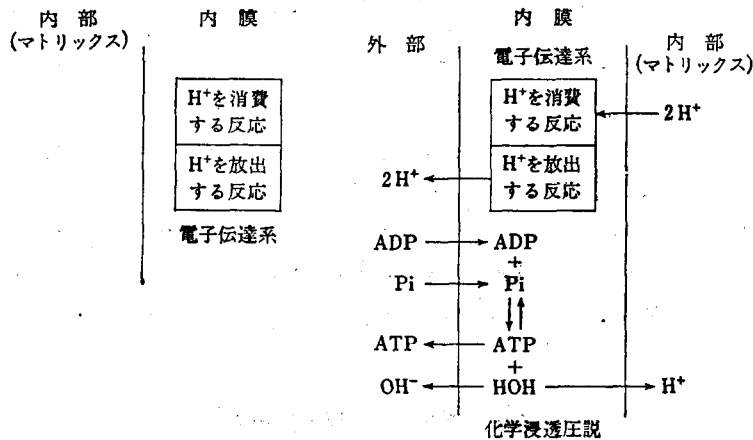 内部
(マトリックス)
内膜
H⁺を消費
する反応
H⁺を放出
する反応
電子伝達系
外部
内膜
電子伝達系
内部
(マトリックス)
H⁺を消費
する反応
2H⁺
H⁺を放出
する反応
2H⁺
ADP → ADP
+
Pi → Pi
ATP ← ATP
+
OH⁻ ← HOH → H⁺
化学浸透圧説